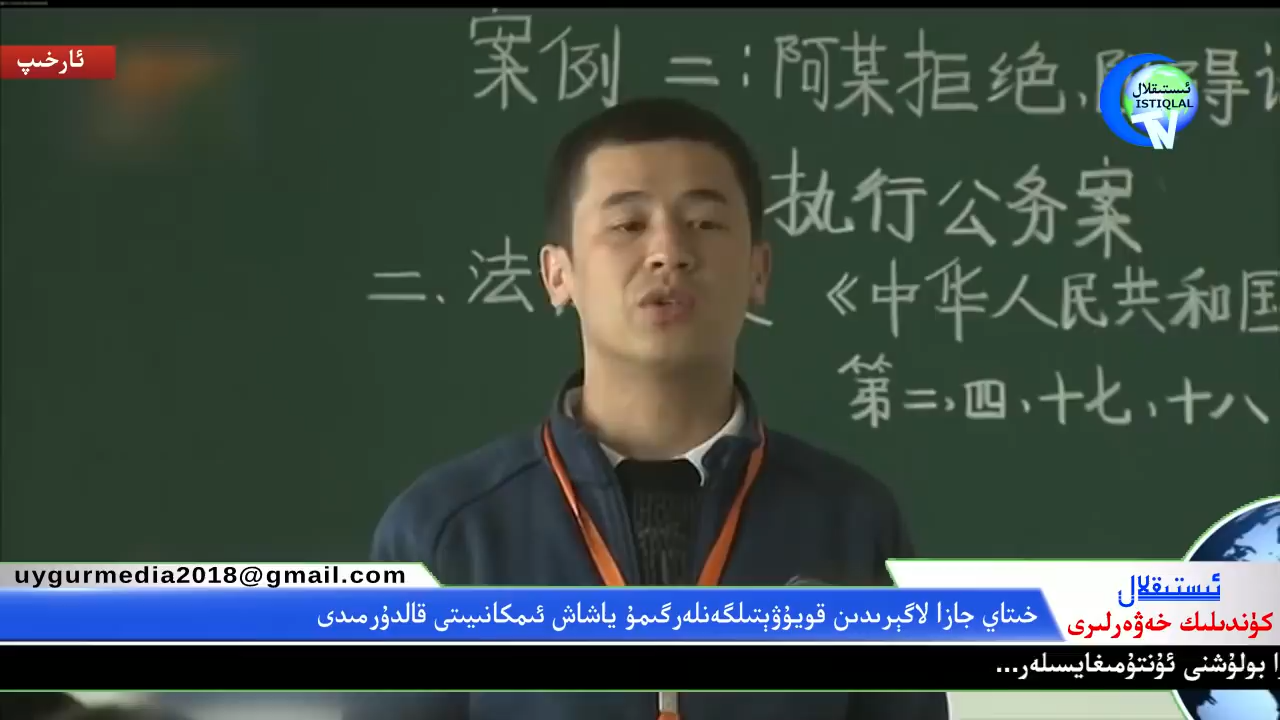 ئارخىپ
案例二:阿某拒绝、阻得
ئىستىقلال
ISTIQLAL
TV
执行公务案
二、法
《中华人民共和国
第二、四、十七、十八
uygurmedia2018@gmail.com
ئىستىقلال
خىتاي جازا لاگېرىدىن قويۇۋېتىلگەنلەرگىمۇ ياشاش ئىمكانىيىتى قالدۇرمىدى
كۈندىلىك خەۋەرلىرى
ا بولۇشنى ئۇنتۇمىغايسىلەر...